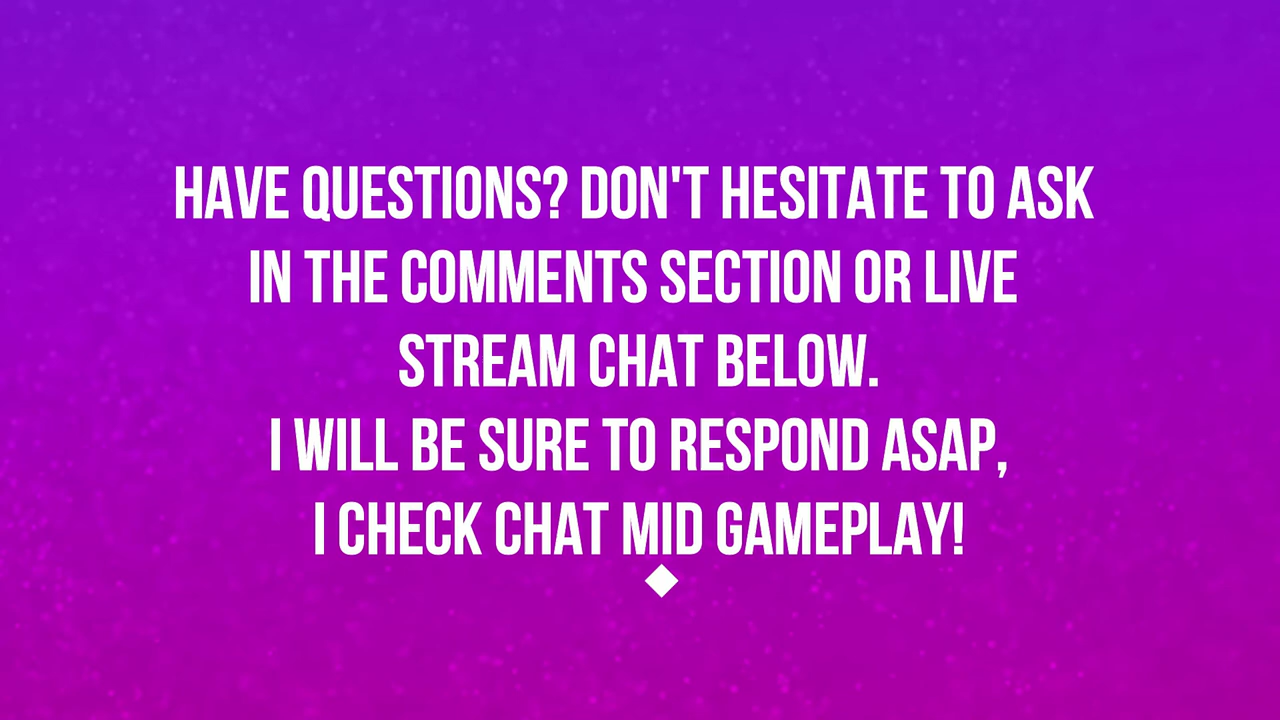 HAVE QUESTIONS? DON'T HESITATE TO ASK
IN THE COMMENTS SECTION OR LIVE
STREAM CHAT BELOW.
I WILL BE SURE TO RESPOND ASAP,
I CHECK CHAT MID GAMEPLAY!